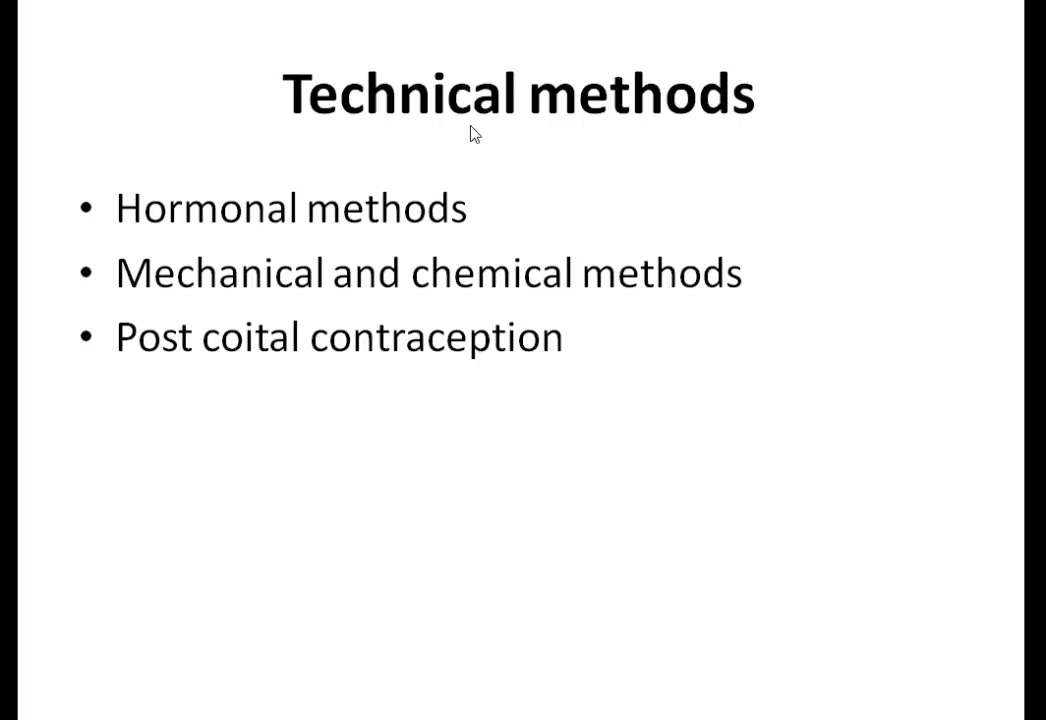 Technical methods
• Hormonal methods
• Mechanical and chemical methods
• Post coital contraception